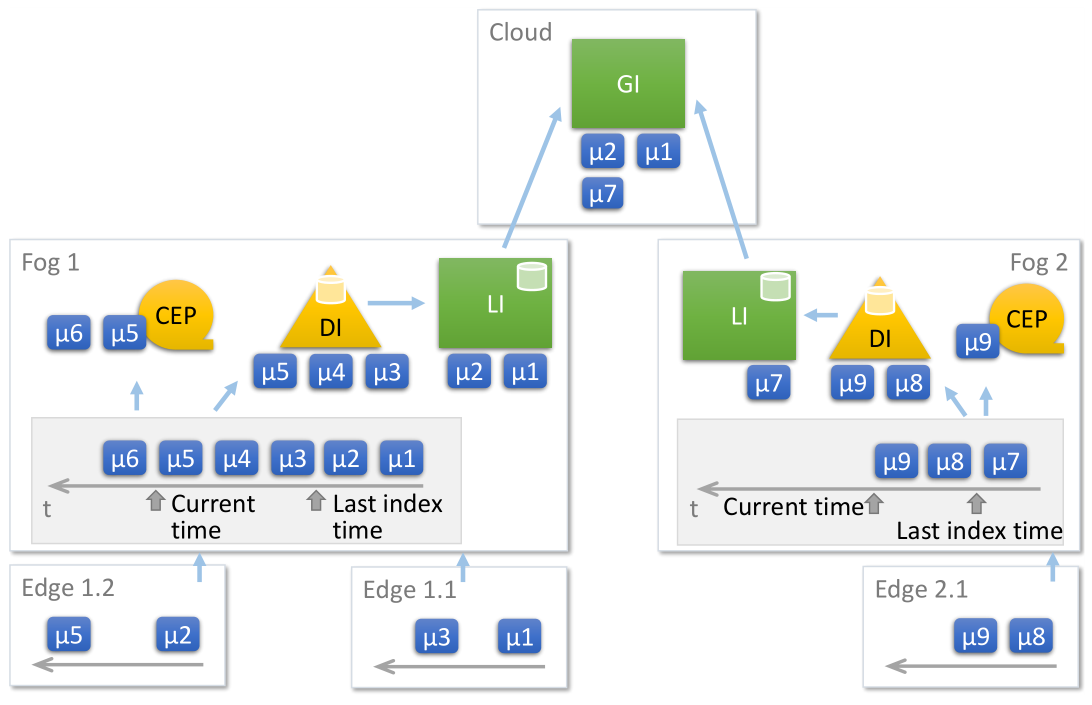 Cloud
GI
μ2 μ1
μ7
Fog 1
CEP
μ6 μ5
DI
μ5 μ4 μ3
LI
μ2 μ1
μ6 μ5 μ4 μ3 μ2 μ1
t
Current
time
Last index
time
Fog 2
LI
μ7
DI
μ9 μ8
CEP
μ9
μ9 μ8 μ7
t
Current time
Last index time
Edge 1.2
μ5 μ2
Edge 1.1
μ3 μ1
Edge 2.1
μ9 μ8